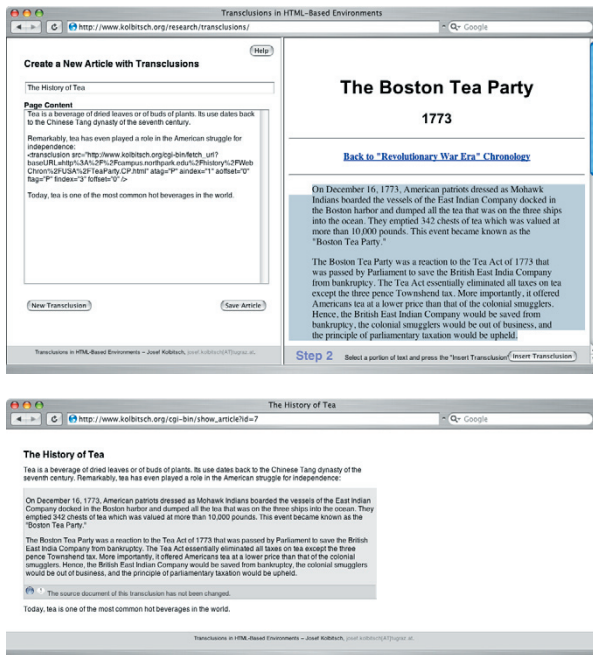 Transclusions in HTML-Based Environments
http://www.kolbitsch.org/research/transclusions/
Google
Help
Create a New Article with Transclusions
The History of Tea
Page Content
Tea is a beverage of dried leaves or of buds of plants. Its use dates back
to the Chinese Tang dynasty of the seventh century.
Remarkably, tea has even played a role in the American struggle for
independence:
<transclusion src="http://www.kolbitsch.org/cgi-bin/fetch_url?
baseURL=http%3A%2F%2Fcampus.northpark.edu%2Fhistory%2FWeb
Chron%2FUSA%2FTeaParty.CP.html" atag="P" aindex="1" aoffset="0"
ftag="P" findex="3" foffset="0" />
Today, tea is one of the most common hot beverages in the world.
New Transclusion
Save Article
Transclusions in HTML-Based Environments – Josef Kolbitsch, josef.kolbitsch[AT]tugraz.at.
The Boston Tea Party
1773
Back to "Revolutionary War Era" Chronology
On December 16, 1773, American patriots dressed as Mohawk
Indians boarded the vessels of the East Indian Company docked in
the Boston harbor and dumped all the tea that was on the three ships
into the ocean. They emptied 342 chests of tea which was valued at
more than 10,000 pounds. This event became known as the
"Boston Tea Party."
The Boston Tea Party was a reaction to the Tea Act of 1773 that
was passed by Parliament to save the British East India Company
from bankruptcy. The Tea Act essentially eliminated all taxes on tea
except the three pence Townshend tax. More importantly, it offered
Americans tea at a lower price than that of the colonial smugglers.
Hence, the British East Indian Company would be saved from
bankruptcy, the colonial smugglers would be out of business, and
the principle of parliamentary taxation would be upheld.
Step 2
Select a portion of text and press the "Insert Transclusion"
Insert Transclusion
The History of Tea
http://www.kolbitsch.org/cgi-bin/show_article?id=7
Google
The History of Tea
Tea is a beverage of dried leaves or of buds of plants. Its use dates back to the Chinese Tang dynasty of the
seventh century. Remarkably, tea has even played a role in the American struggle for independence:
On December 16, 1773, American patriots dressed as Mohawk Indians boarded the vessels of the East Indian
Company docked in the Boston harbor and dumped all the tea that was on the three ships into the ocean. They
emptied 342 chests of tea which was valued at more than 10,000 pounds. This event became known as the
"Boston Tea Party."
The Boston Tea Party was a reaction to the Tea Act of 1773 that was passed by Parliament to save the British
East India Company from bankruptcy. The Tea Act essentially eliminated all taxes on tea except the three
pence Townshend tax. More importantly, it offered Americans tea at a lower price than that of the colonial
smugglers. Hence, the British East Indian Company would be saved from bankruptcy, the colonial smugglers
would be out of business, and the principle of parliamentary taxation would be upheld.
The source document of this transclusion has not been changed.
Today, tea is one of the most common hot beverages in the world.
Transclusions in HTML-Based Environments – Josef Kolbitsch, josef.kolbitsch[AT]tugraz.at.